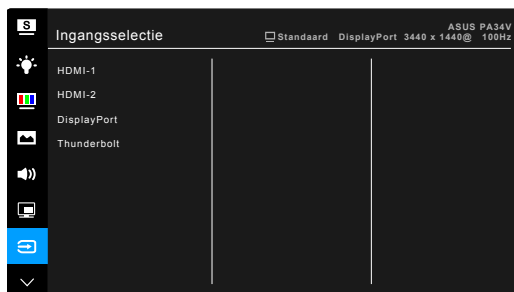 S
ASUS PA34V
Ingangsselectie
Standaard DisplayPort 3440 x 1440@ 100Hz
HDMI-1
HDMI-2
DisplayPort
Thunderbolt